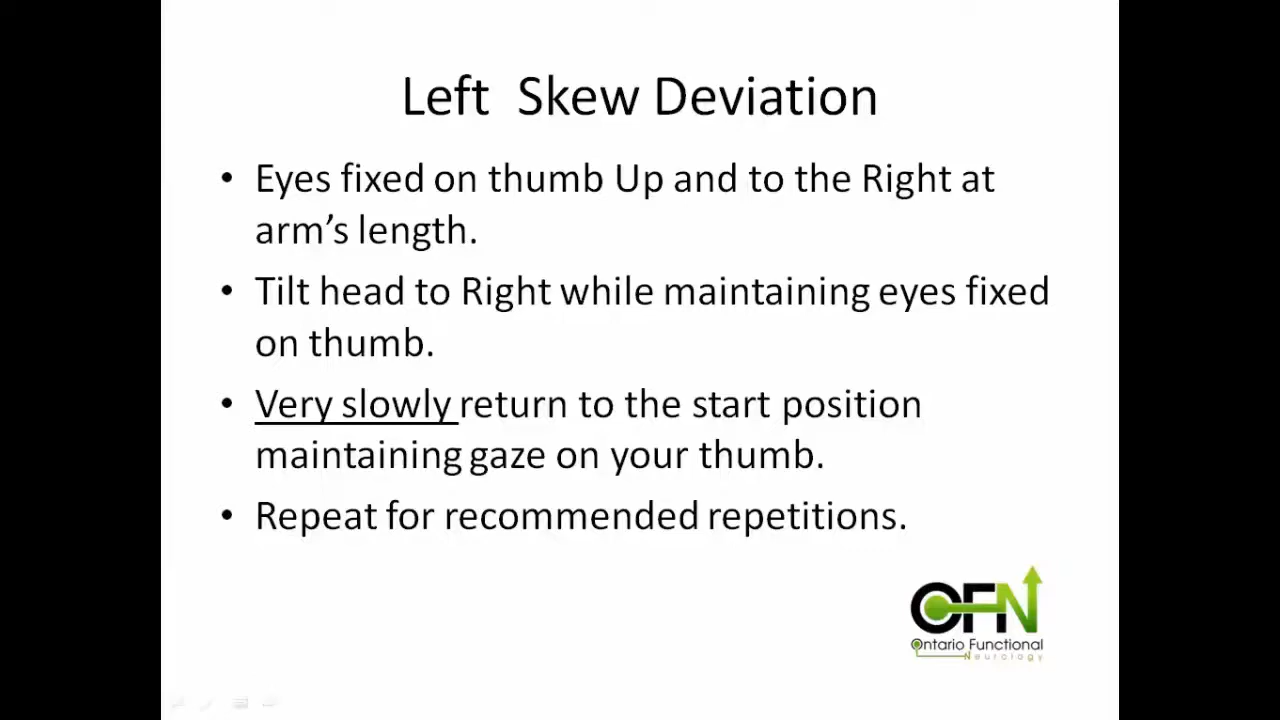 Left Skew Deviation
• Eyes fixed on thumb Up and to the Right at
arm's length.
• Tilt head to Right while maintaining eyes fixed
on thumb.
• Very slowly return to the start position
maintaining gaze on your thumb.
• Repeat for recommended repetitions.
OFN
Ontario Functional
Neurology